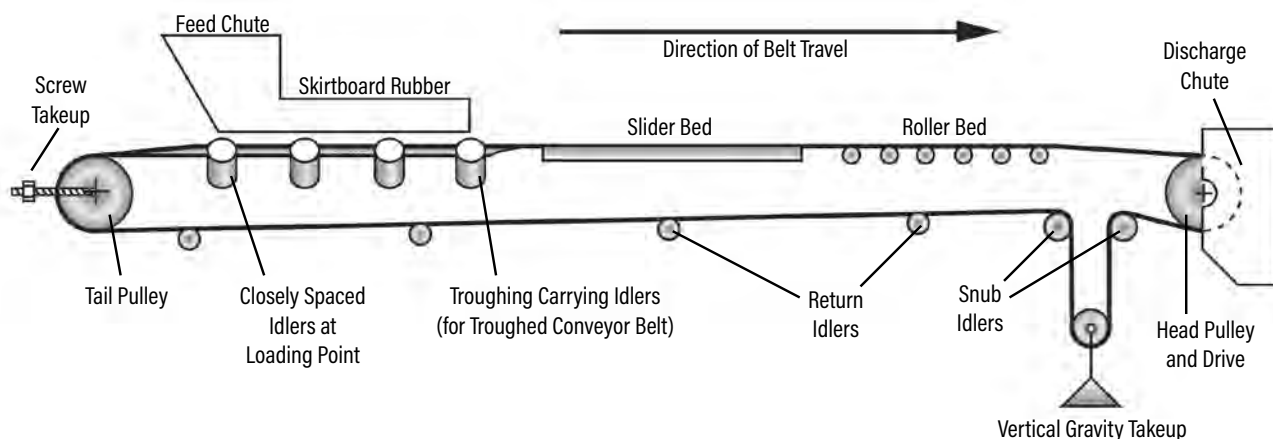 Feed Chute
Direction of Belt Travel
Discharge
Chute
Screw
Takeup
Skirtboard Rubber
Slider Bed
Roller Bed
Tail Pulley
Closely Spaced
Idlers at
Loading Point
Troughing Carrying Idlers
(for Troughed Conveyor Belt)
Return
Idlers
Snub
Idlers
Head Pulley
and Drive
Vertical Gravity Takeup